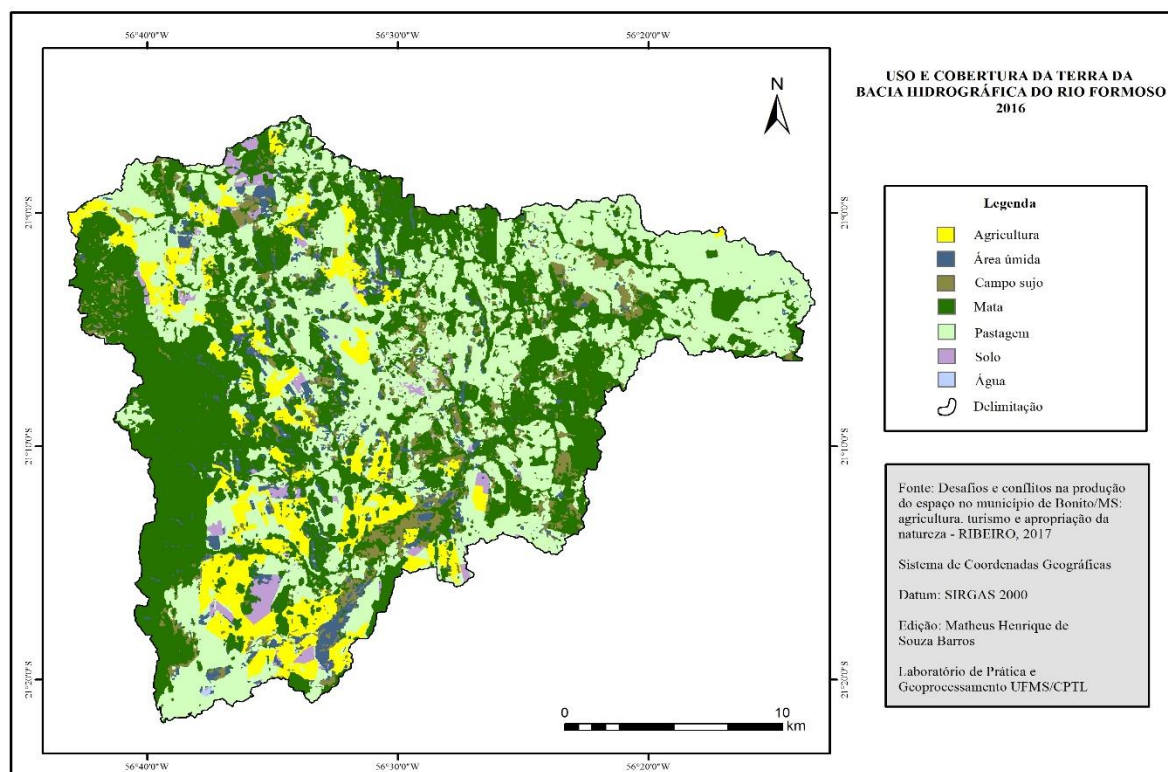 USO E COBERTURA DA TERRA DA
BACIA HIDROGRÁFICA DO RIO FORMOSO
2016
56°40'0"W
56°30'0"W
56°20'0"W
N
21°0'0"S
21°0'0"S
21°10'0"S
21°10'0"S
21°20'0"S
21°20'0"S
0
10
km
56°40'0"W
56°30'0"W
56°20'0"W
Legenda
Agricultura
Área úmida
Campo sujo
Mata
Pastagem
Solo
Água
Delimitação
Fonte: Desafios e conflitos na produção
do espaço no município de Bonito/MS:
agricultura. turismo e apropriação da
natureza - RIBEIRO, 2017
Sistema de Coordenadas Geográficas
Datum: SIRGAS 2000
Edição: Matheus Henrique de
Souza Barros
Laboratório de Prática e
Geoprocessamento UFMS/CPTL